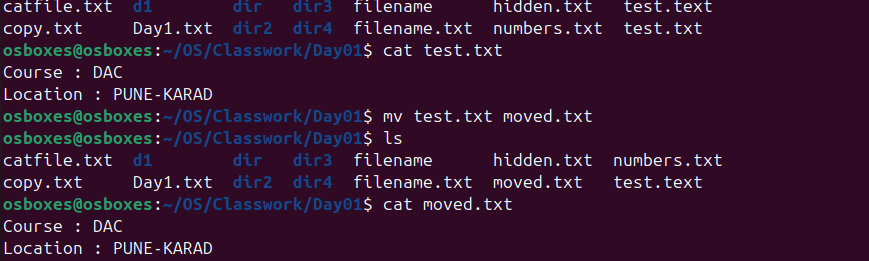 catfile.txt  d1         dir   dir3  filename      hidden.txt   test.text
copy.txt     Day1.txt  dir2  dir4  filename.txt  numbers.txt  test.txt
osboxes@osboxes:~/OS/Classwork/Day01$ cat test.txt
Course : DAC
Location : PUNE-KARAD
osboxes@osboxes:~/OS/Classwork/Day01$ mv test.txt moved.txt
osboxes@osboxes:~/OS/Classwork/Day01$ ls
catfile.txt  d1         dir   dir3  filename      hidden.txt  numbers.txt
copy.txt     Day1.txt  dir2  dir4  filename.txt  moved.txt   test.text
osboxes@osboxes:~/OS/Classwork/Day01$ cat moved.txt
Course : DAC
Location : PUNE-KARAD